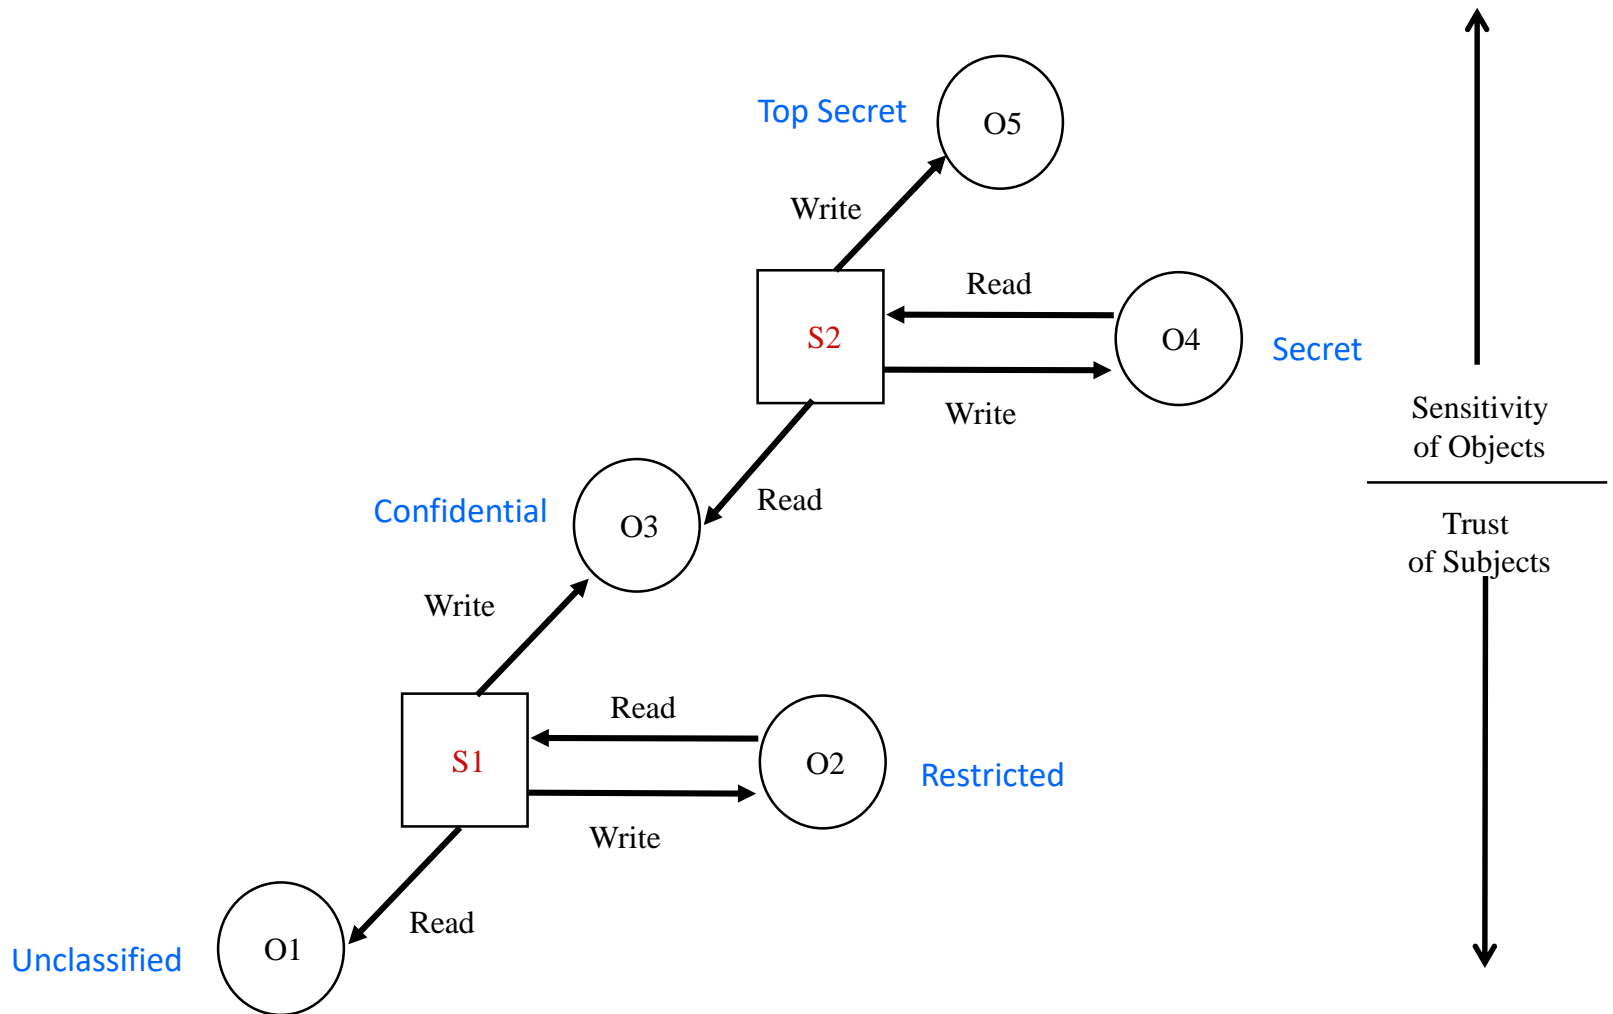 Top Secret
O5
Write
Read
S2
O4
Secret
Write
Sensitivity
of Objects
Confidential
O3
Read
Trust
of Subjects
Write
Read
S1
O2
Restricted
Write
Read
O1
Unclassified